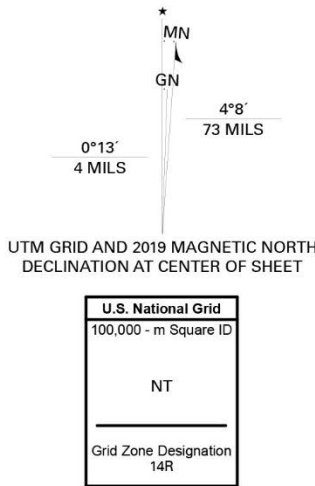 ★
MN
GN
4°8´
73 MILS
0°13´
4 MILS
UTM GRID AND 2019 MAGNETIC NORTH
DECLINATION AT CENTER OF SHEET
U.S. National Grid
100,000 - m Square ID
NT
Grid Zone Designation
14R